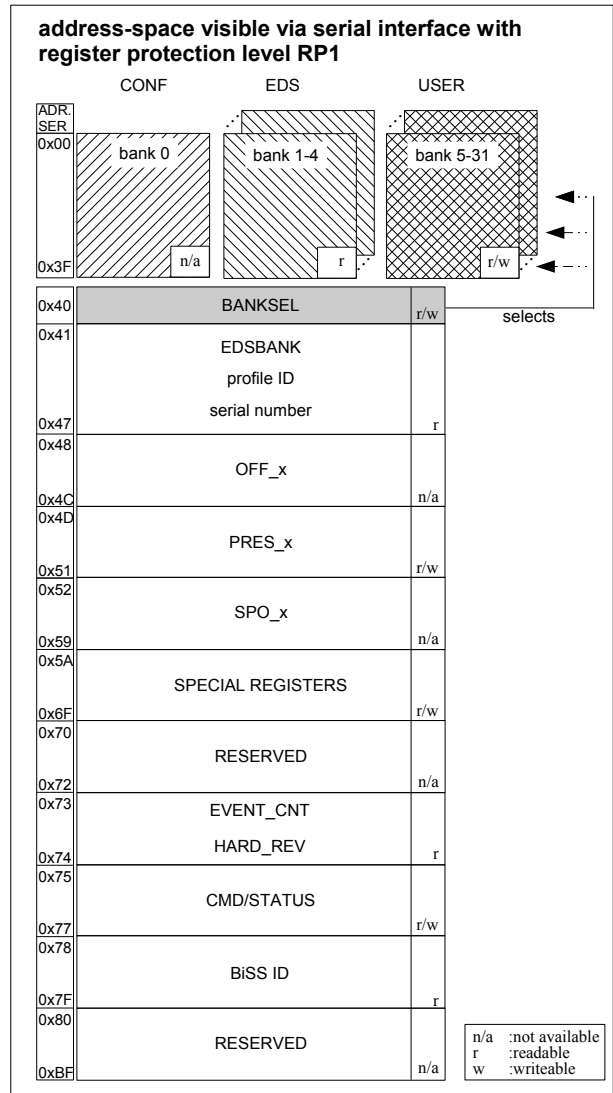 address-space visible via serial interface with
register protection level RP1
CONF EDS USER
ADR.
SER
0x00
bank 0 bank 1-4 bank 5-31
n/a r r/w
0x3F
0x40 BANKSEL r/w
selects
0x41
EDSBANK
profile ID
serial number
0x47 r
0x48
OFF_x
0x4C n/a
0x4D
PRES_x
0x51 r/w
0x52
SPO_x
0x59 n/a
0x5A
SPECIAL REGISTERS
0x6F r/w
0x70
RESERVED
0x72 n/a
0x73
EVENT_CNT
HARD_REV
0x74 r
0x75
CMD/STATUS
0x77 r/w
0x78
BiSS ID
0x7F r
0x80
RESERVED
0xBF n/a
n/a :not available
r :readable
w :writeable